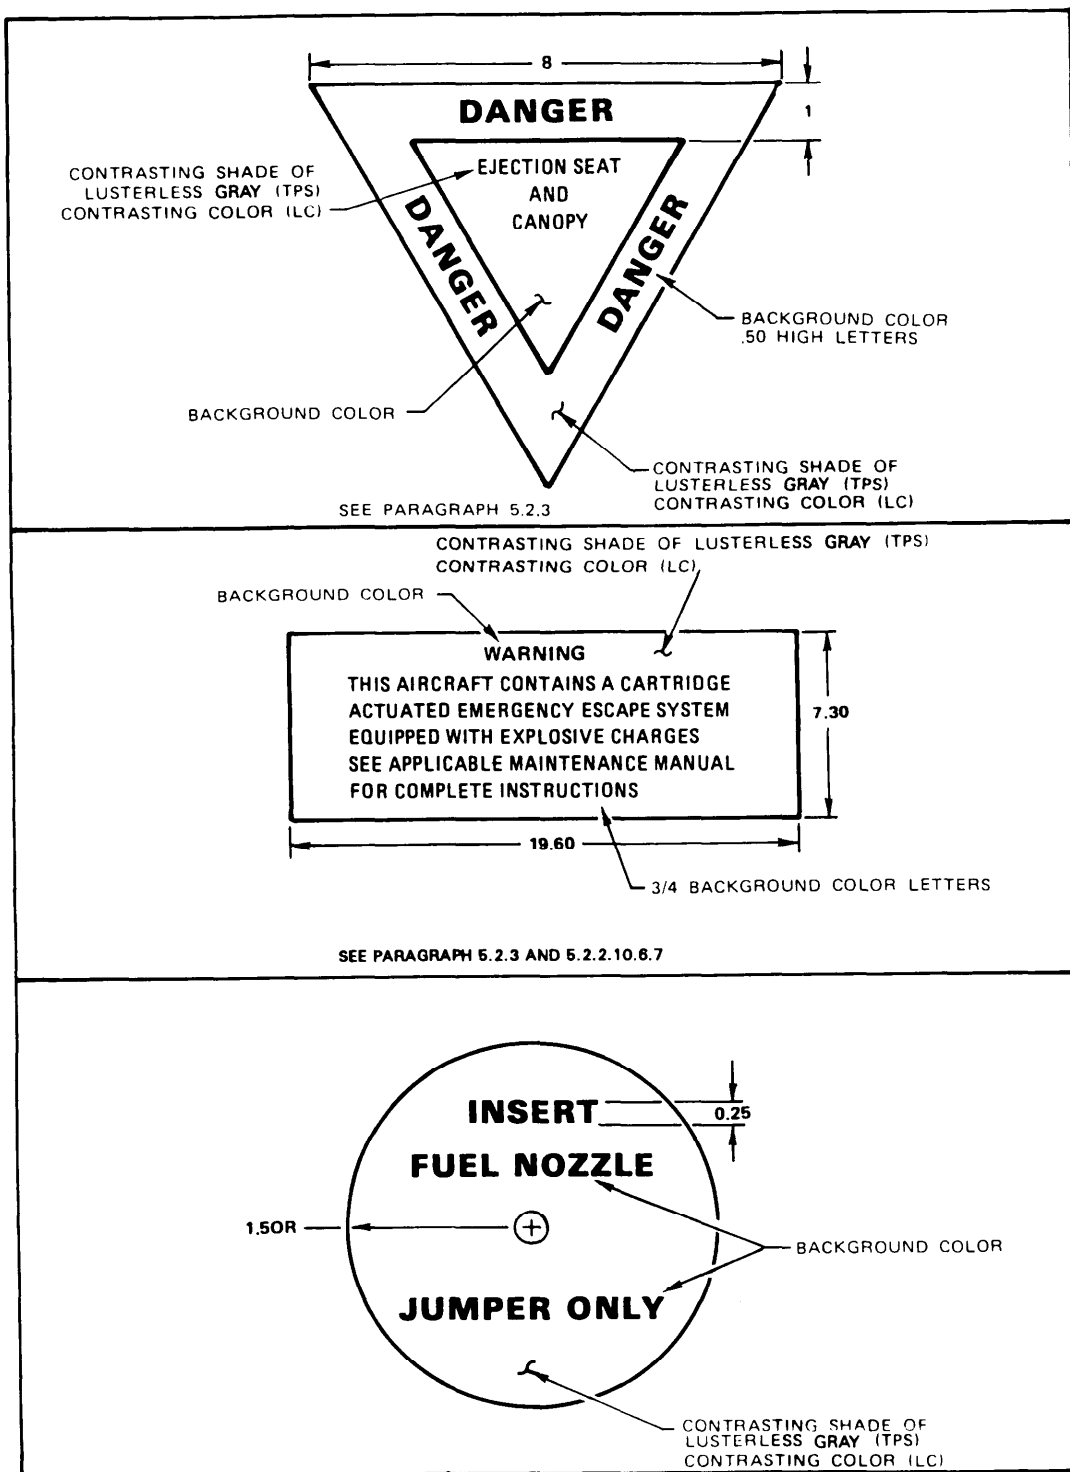 8
1
DANGER
EJECTION SEAT
AND
CANOPY
DANGER
DANGER
CONTRASTING SHADE OF
LUSTERLESS GRAY (TPS)
CONTRASTING COLOR (LC)
BACKGROUND COLOR
.50 HIGH LETTERS
BACKGROUND COLOR
CONTRASTING SHADE OF
LUSTERLESS GRAY (TPS)
CONTRASTING COLOR (LC)
SEE PARAGRAPH 5.2.3
CONTRASTING SHADE OF LUSTERLESS GRAY (TPS)
CONTRASTING COLOR (LC)
BACKGROUND COLOR
WARNING
THIS AIRCRAFT CONTAINS A CARTRIDGE
ACTUATED EMERGENCY ESCAPE SYSTEM
EQUIPPED WITH EXPLOSIVE CHARGES
SEE APPLICABLE MAINTENANCE MANUAL
FOR COMPLETE INSTRUCTIONS
7.30
19.60
3/4 BACKGROUND COLOR LETTERS
SEE PARAGRAPH 5.2.3 AND 5.2.2.10.6.7
INSERT
0.25
FUEL NOZZLE
1.50R
BACKGROUND COLOR
JUMPER ONLY
CONTRASTING SHADE OF
LUSTERLESS GRAY (TPS)
CONTRASTING COLOR (LC)